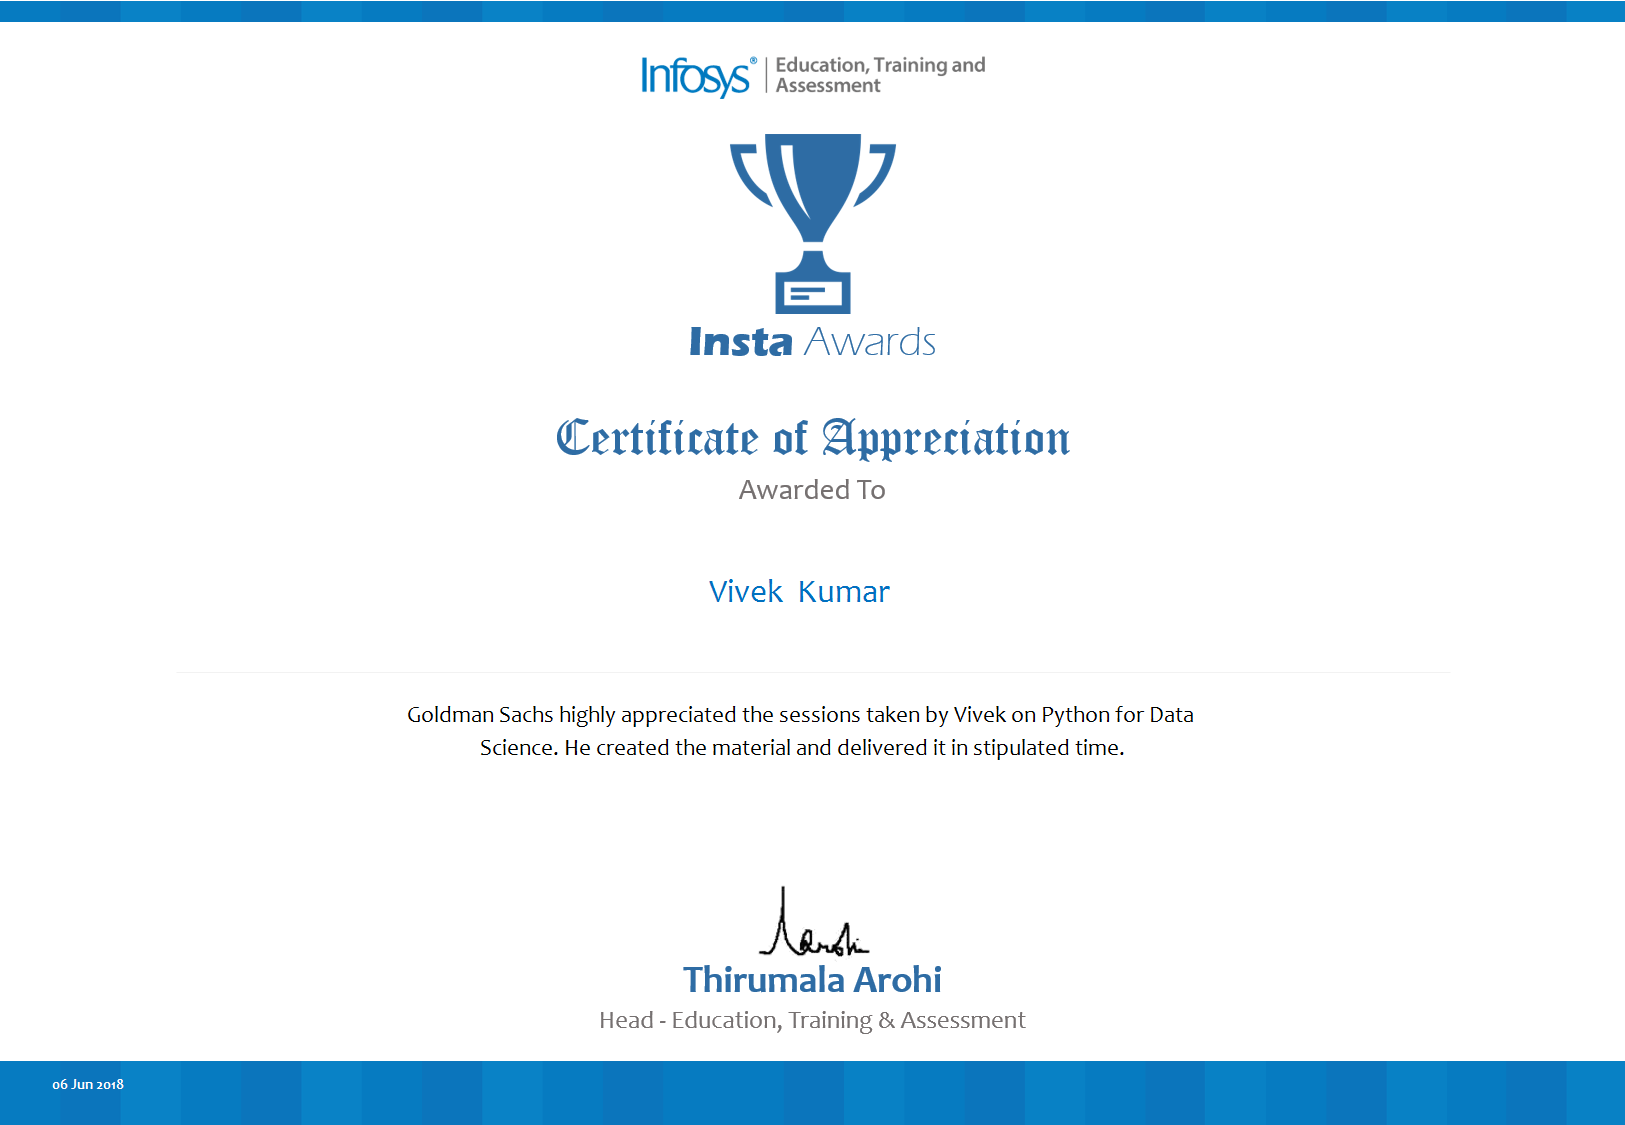 Infosys® | Education, Training and
Assessment
Insta Awards
Certificate of Appreciation
Awarded To
Vivek Kumar
Goldman Sachs highly appreciated the sessions taken by Vivek on Python for Data
Science. He created the material and delivered it in stipulated time.
Arohi
Thirumala Arohi
Head - Education, Training & Assessment
06 Jun 2018